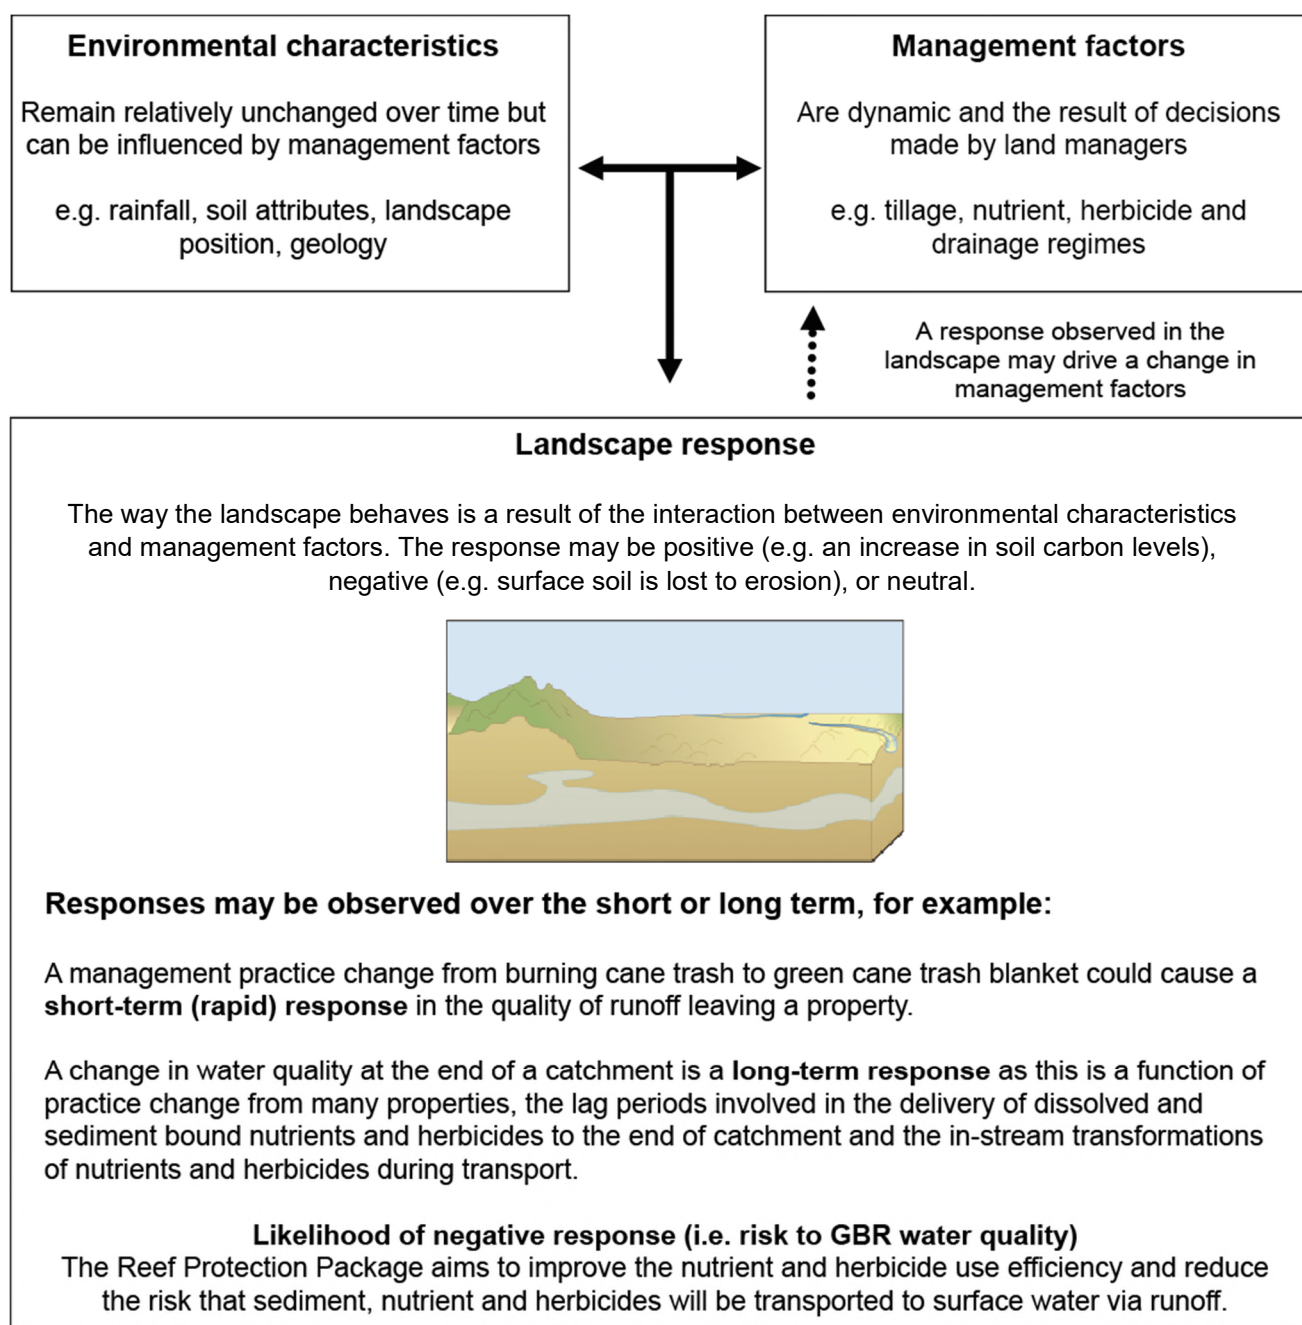 Environmental characteristics
Remain relatively unchanged over time but
can be influenced by management factors
e.g. rainfall, soil attributes, landscape
position, geology
Management factors
Are dynamic and the result of decisions
made by land managers
e.g. tillage, nutrient, herbicide and
drainage regimes
A response observed in the
landscape may drive a change in
management factors
Landscape response
The way the landscape behaves is a result of the interaction between environmental characteristics
and management factors. The response may be positive (e.g. an increase in soil carbon levels),
negative (e.g. surface soil is lost to erosion), or neutral.
Responses may be observed over the short or long term, for example:
A management practice change from burning cane trash to green cane trash blanket could cause a
short-term (rapid) response in the quality of runoff leaving a property.
A change in water quality at the end of a catchment is a long-term response as this is a function of
practice change from many properties, the lag periods involved in the delivery of dissolved and
sediment bound nutrients and herbicides to the end of catchment and the in-stream transformations
of nutrients and herbicides during transport.
Likelihood of negative response (i.e. risk to GBR water quality)
The Reef Protection Package aims to improve the nutrient and herbicide use efficiency and reduce
the risk that sediment, nutrient and herbicides will be transported to surface water via runoff.